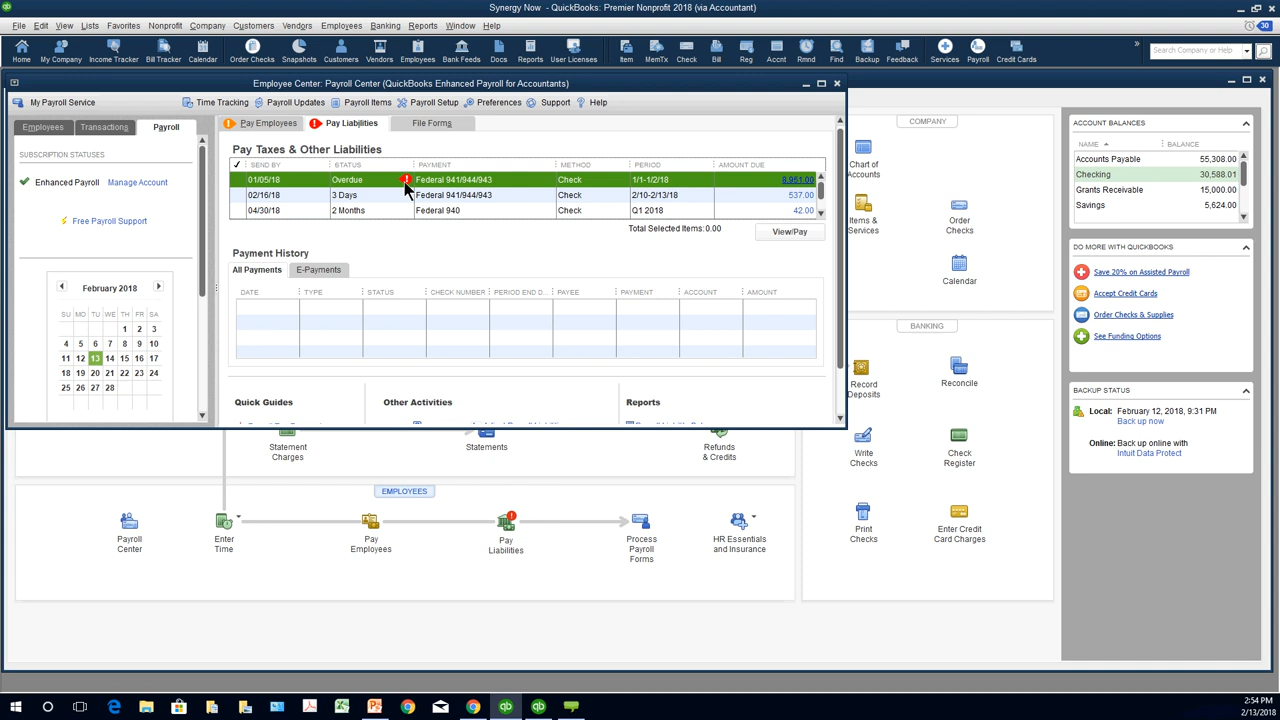 Synergy Now - QuickBooks: Premier Nonprofit 2018 (via Accountant)
File Edit View Lists Favorites Nonprofit Company Customers Vendors Employees Banking Reports Window Help
30
Home My Company Income Tracker Bill Tracker Calendar Order Checks Snapshots Customers Vendors Employees Bank Feeds Docs Reports User Licenses Item MemTx Check Bill Reg Accnt Rmnd Find Backup Feedback Services Payroll Credit Cards
Search Company or Help
Employee Center: Payroll Center (QuickBooks Enhanced Payroll for Accountants)
My Payroll Service Time Tracking Payroll Updates Payroll Items Payroll Setup Preferences Support Help
Employees Transactions Payroll
SUBSCRIPTION STATUSES
Enhanced Payroll Manage Account
Free Payroll Support
February 2018
SU MO TU WE TH FR SA
1 2 3
4 5 6 7 8 9 10
11 12 13 14 15 16 17
18 19 20 21 22 23 24
25 26 27 28
Pay Employees Pay Liabilities File Forms
Pay Taxes & Other Liabilities
SEND BY STATUS PAYMENT METHOD PERIOD AMOUNT DUE
01/05/18 Overdue Federal 941/944/943 Check 1/1-1/2/18 8,951.00
02/16/18 3 Days Federal 941/944/943 Check 2/10-2/13/18 537.00
04/30/18 2 Months Federal 940 Check Q1 2018 42.00
Total Selected Items: 0.00 View/Pay
Payment History
All Payments E-Payments
DATE TYPE STATUS CHECK NUMBER PERIOD END D... PAYEE PAYMENT ACCOUNT AMOUNT
Quick Guides Other Activities Reports
COMPANY
Chart of Accounts
Items & Services
Order Checks
Calendar
BANKING
Record Deposits
Reconcile
Write Checks
Check Register
Print Checks
Enter Credit Card Charges
Statement Charges
Statements
Refunds & Credits
EMPLOYEES
Payroll Center
Enter Time
Pay Employees
Pay Liabilities
Process Payroll Forms
HR Essentials and Insurance
ACCOUNT BALANCES
NAME BALANCE
Accounts Payable 55,308.00
Checking 30,588.01
Grants Receivable 15,000.00
Savings 5,624.00
DO MORE WITH QUICKBOOKS
Save 20% on Assisted Payroll
Accept Credit Cards
Order Checks & Supplies
See Funding Options
BACKUP STATUS
Local: February 12, 2018, 9:31 PM
Back up now
Online: Back up online with
Intuit Data Protect
2:54 PM
2/13/2018